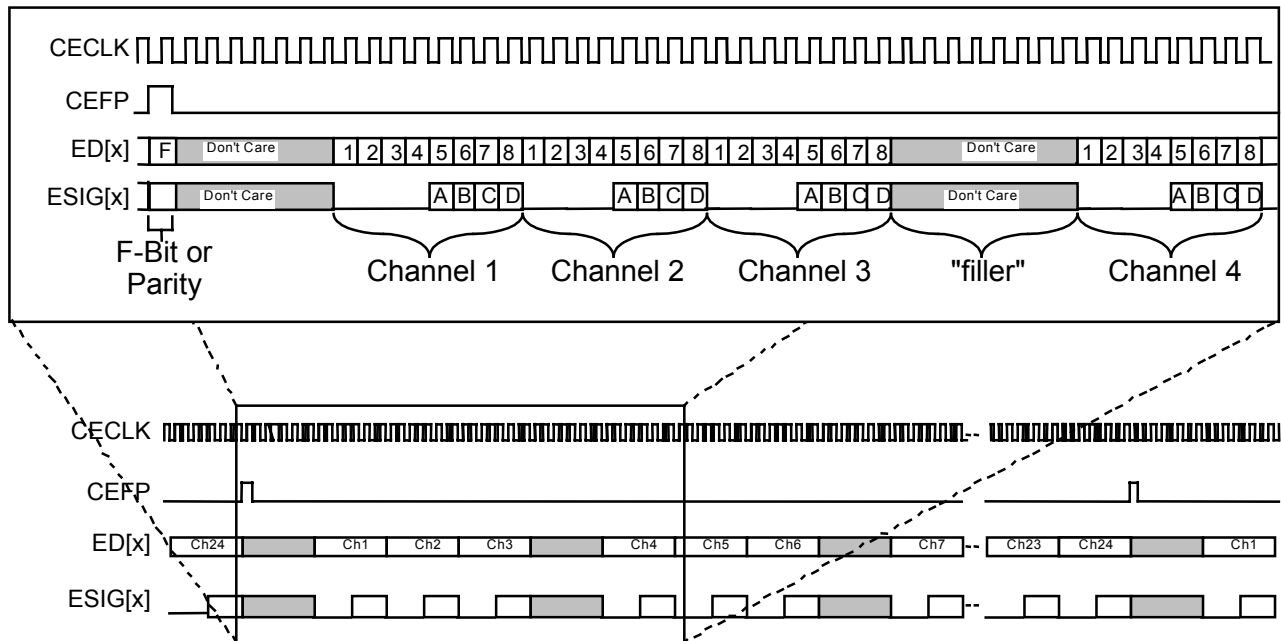 CECLK
CEFP
ED[x] F Don't Care 1 2 3 4 5 6 7 8 1 2 3 4 5 6 7 8 1 2 3 4 5 6 7 8 Don't Care 1 2 3 4 5 6 7 8
ESIG[x] Don't Care A B C D A B C D A B C D Don't Care A B C D
F-Bit or
Parity
Channel 1 Channel 2 Channel 3 "filler" Channel 4
CECLK
CEFP
ED[x] Ch24 Ch1 Ch2 Ch3 Ch4 Ch5 Ch6 Ch7 Ch23 Ch24 Ch1
ESIG[x]